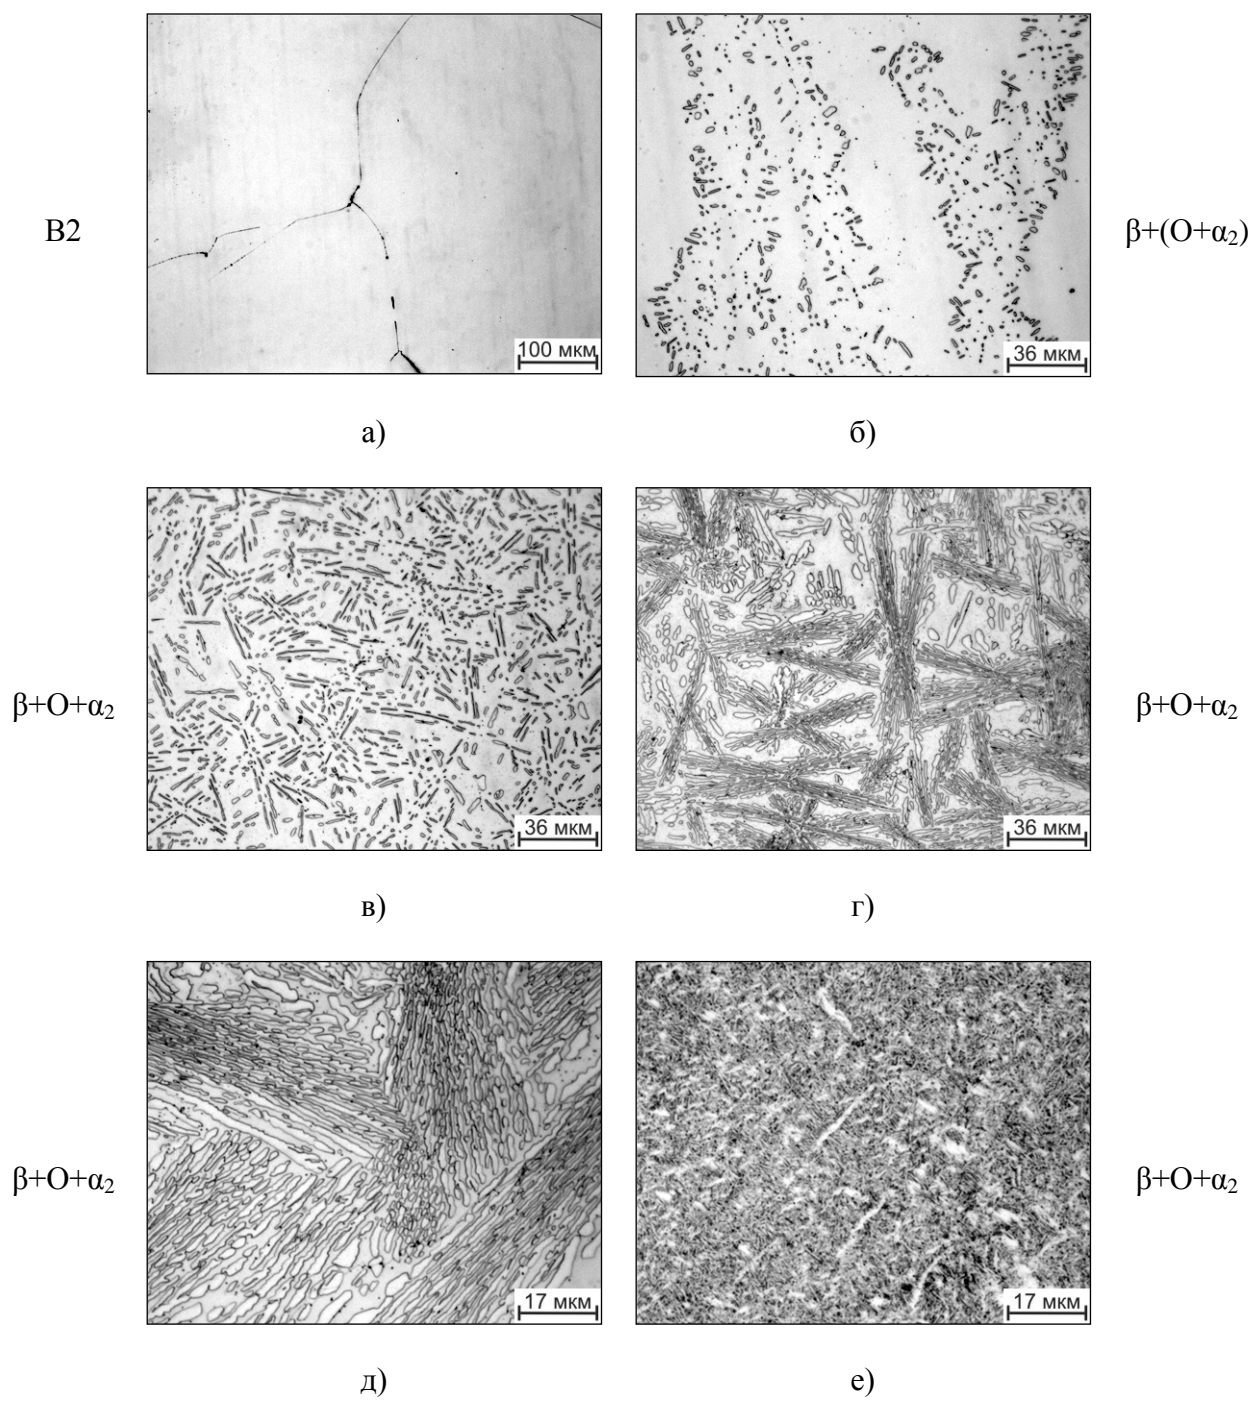 B2
100 мкм
36 мкм
β+(O+α₂)
а)
б)
β+O+α₂
36 мкм
36 мкм
β+O+α₂
в)
г)
β+O+α₂
17 мкм
17 мкм
β+O+α₂
д)
е)